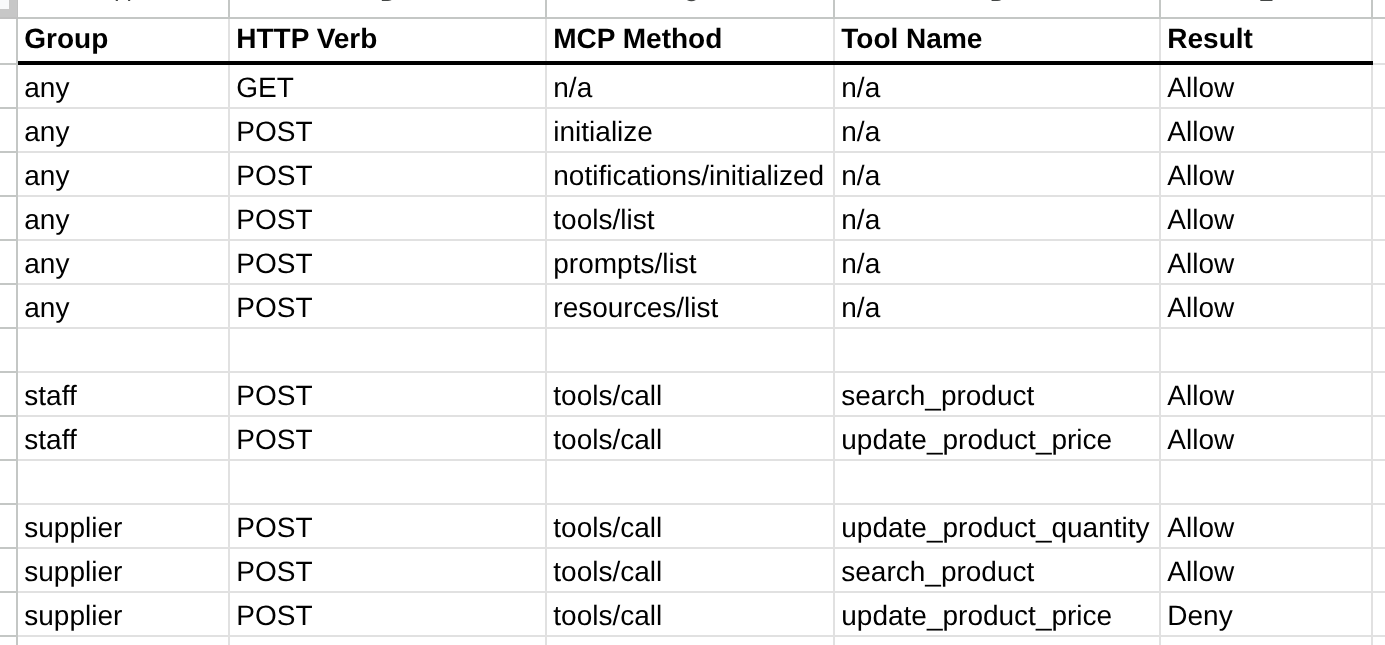 Group HTTP Verb MCP Method Tool Name Result
any GET n/a n/a Allow
any POST initialize n/a Allow
any POST notifications/initialized n/a Allow
any POST tools/list n/a Allow
any POST prompts/list n/a Allow
any POST resources/list n/a Allow
staff POST tools/call search_product Allow
staff POST tools/call update_product_price Allow
supplier POST tools/call update_product_quantity Allow
supplier POST tools/call search_product Allow
supplier POST tools/call update_product_price Deny